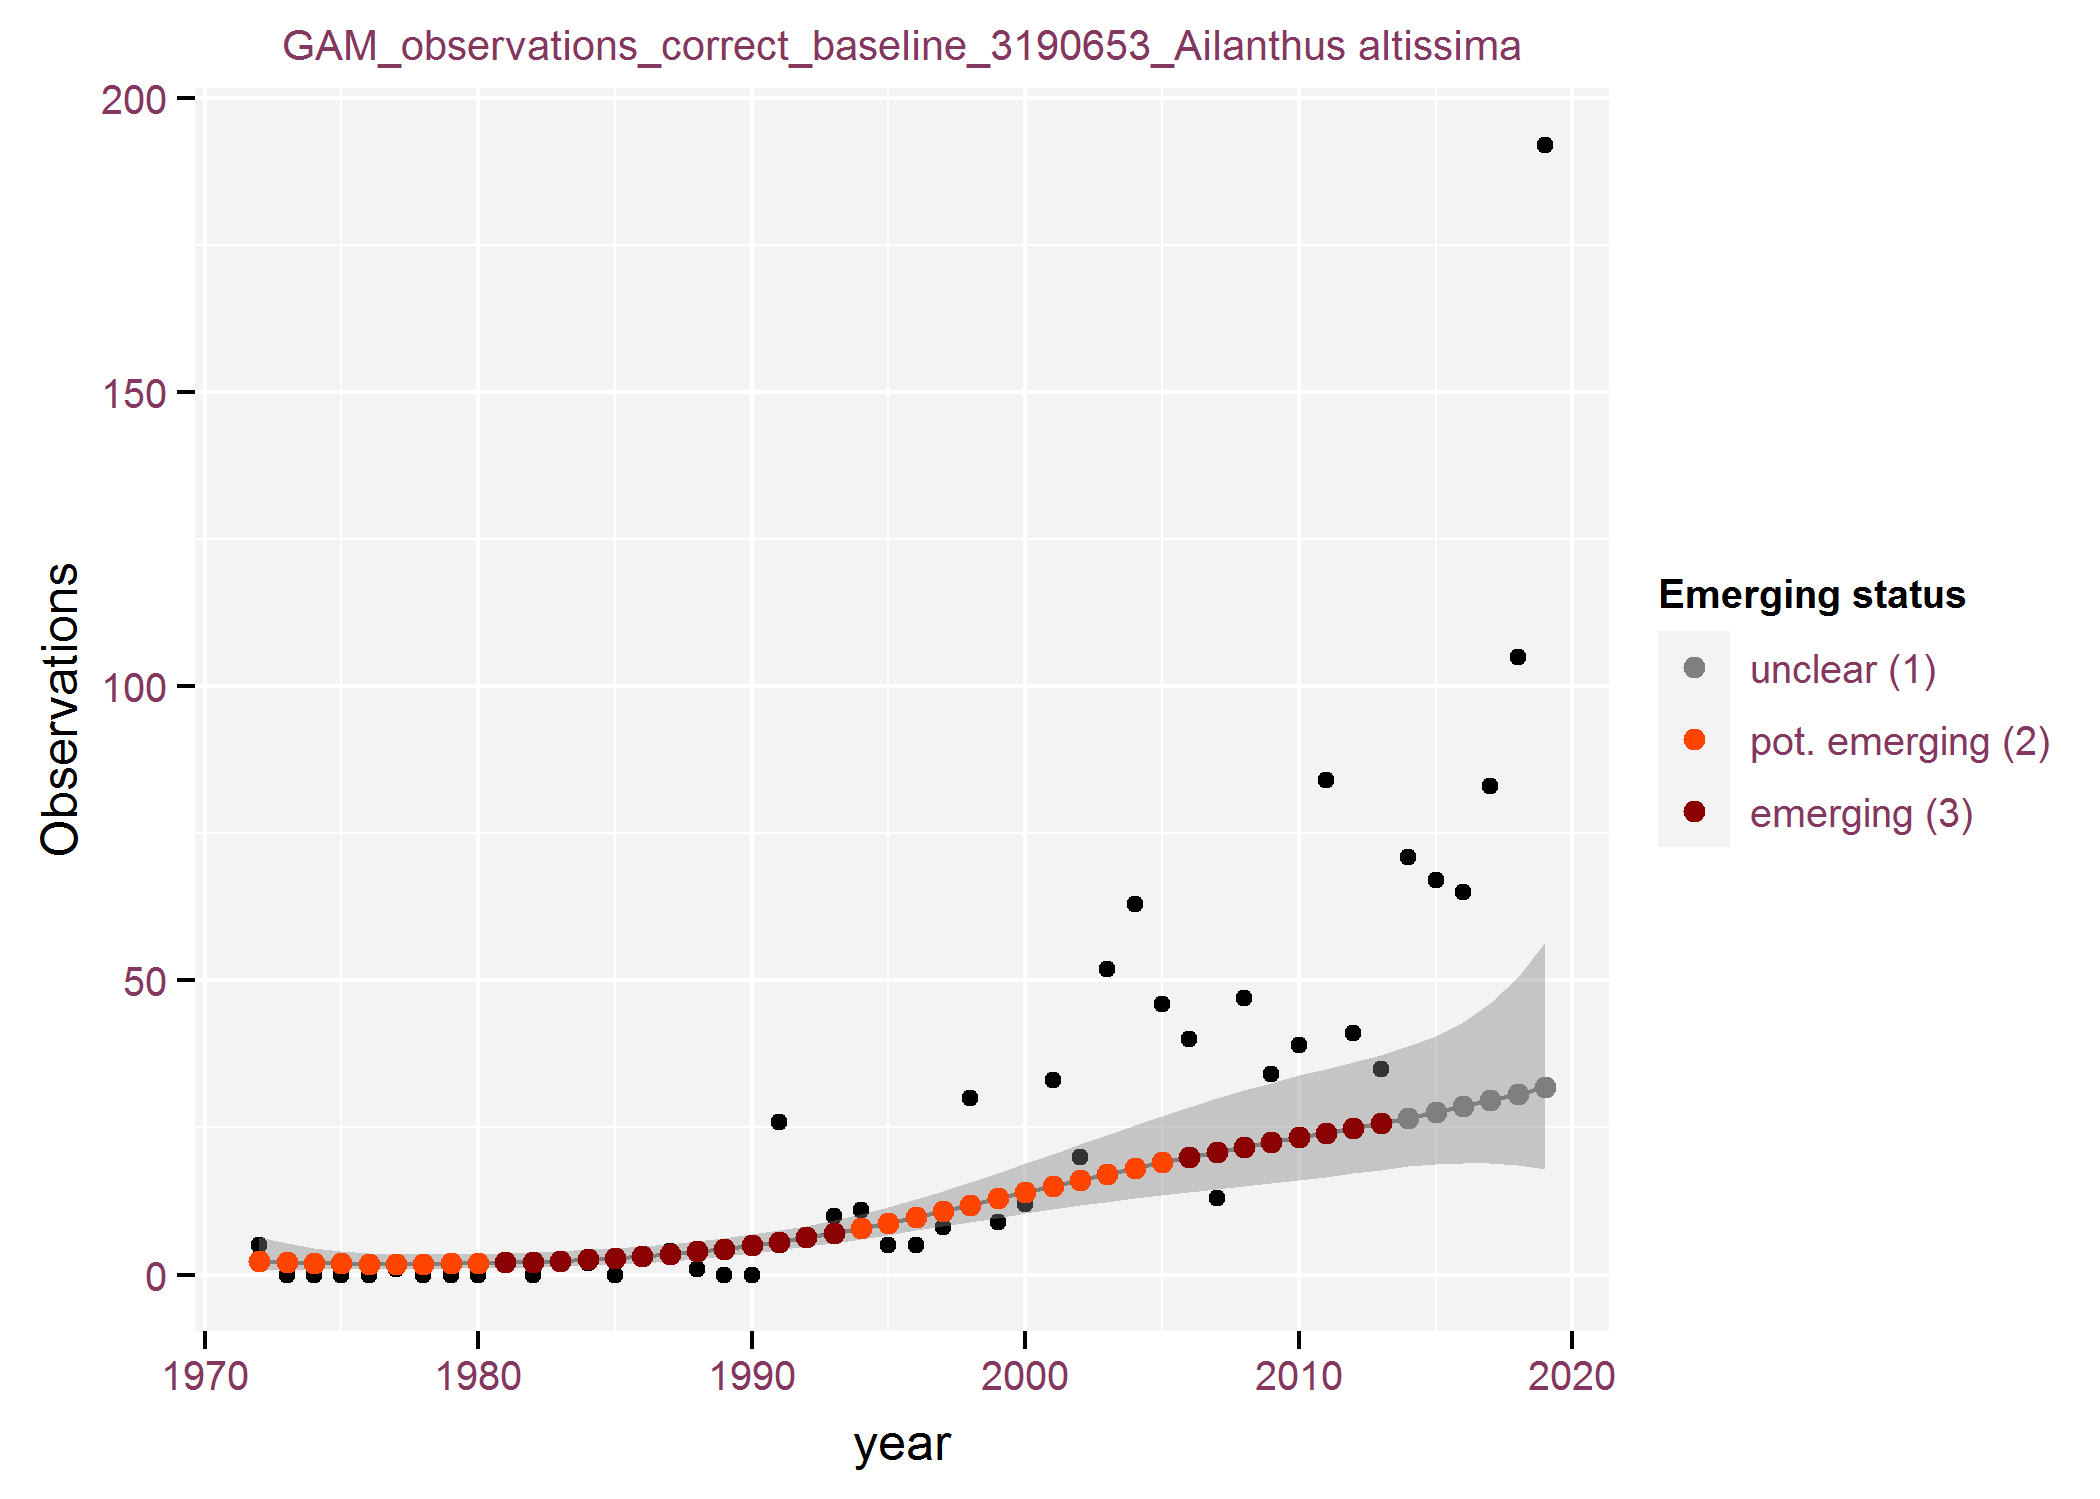 GAM_observations_correct_baseline_3190653_Ailanthus altissima
200
150
100
50
0
Observations
1970 1980 1990 2000 2010 2020
year
Emerging status
unclear (1)
pot. emerging (2)
emerging (3)